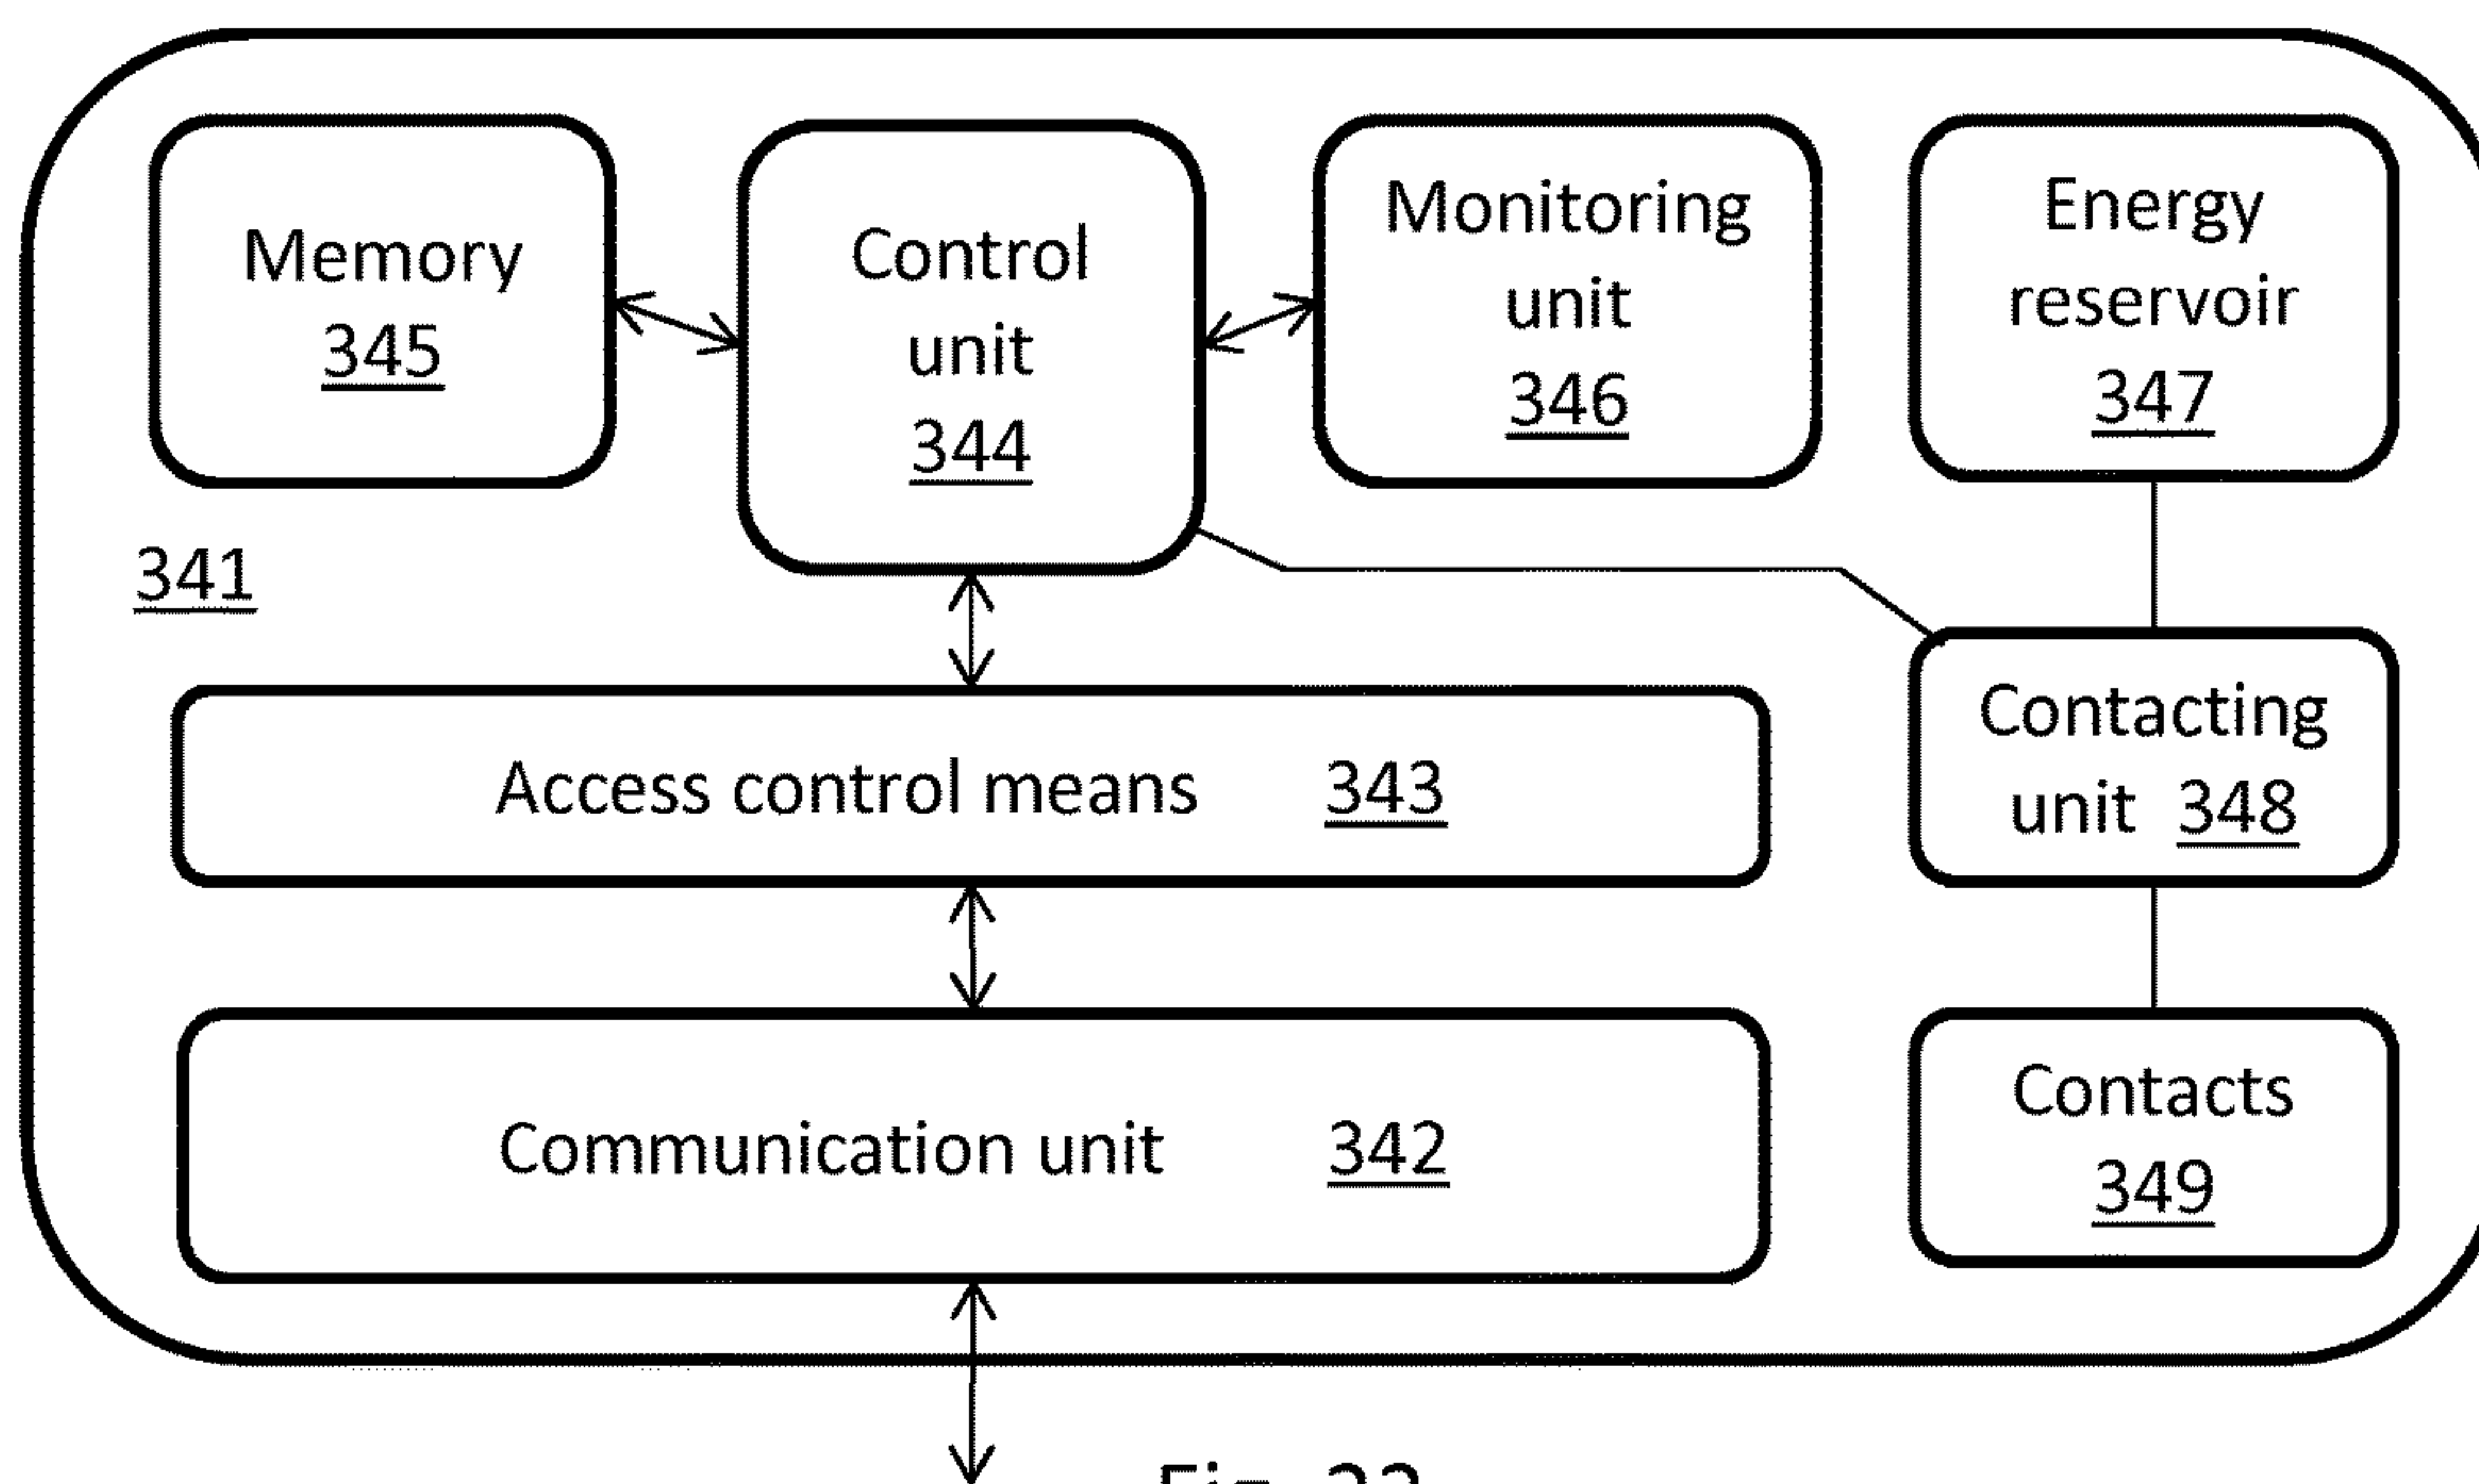 Memory
345
Control
unit
344
Monitoring
unit
346
Energy
reservoir
347
341
Access control means 343
Contacting
unit 348
Communication unit 342
Contacts
349